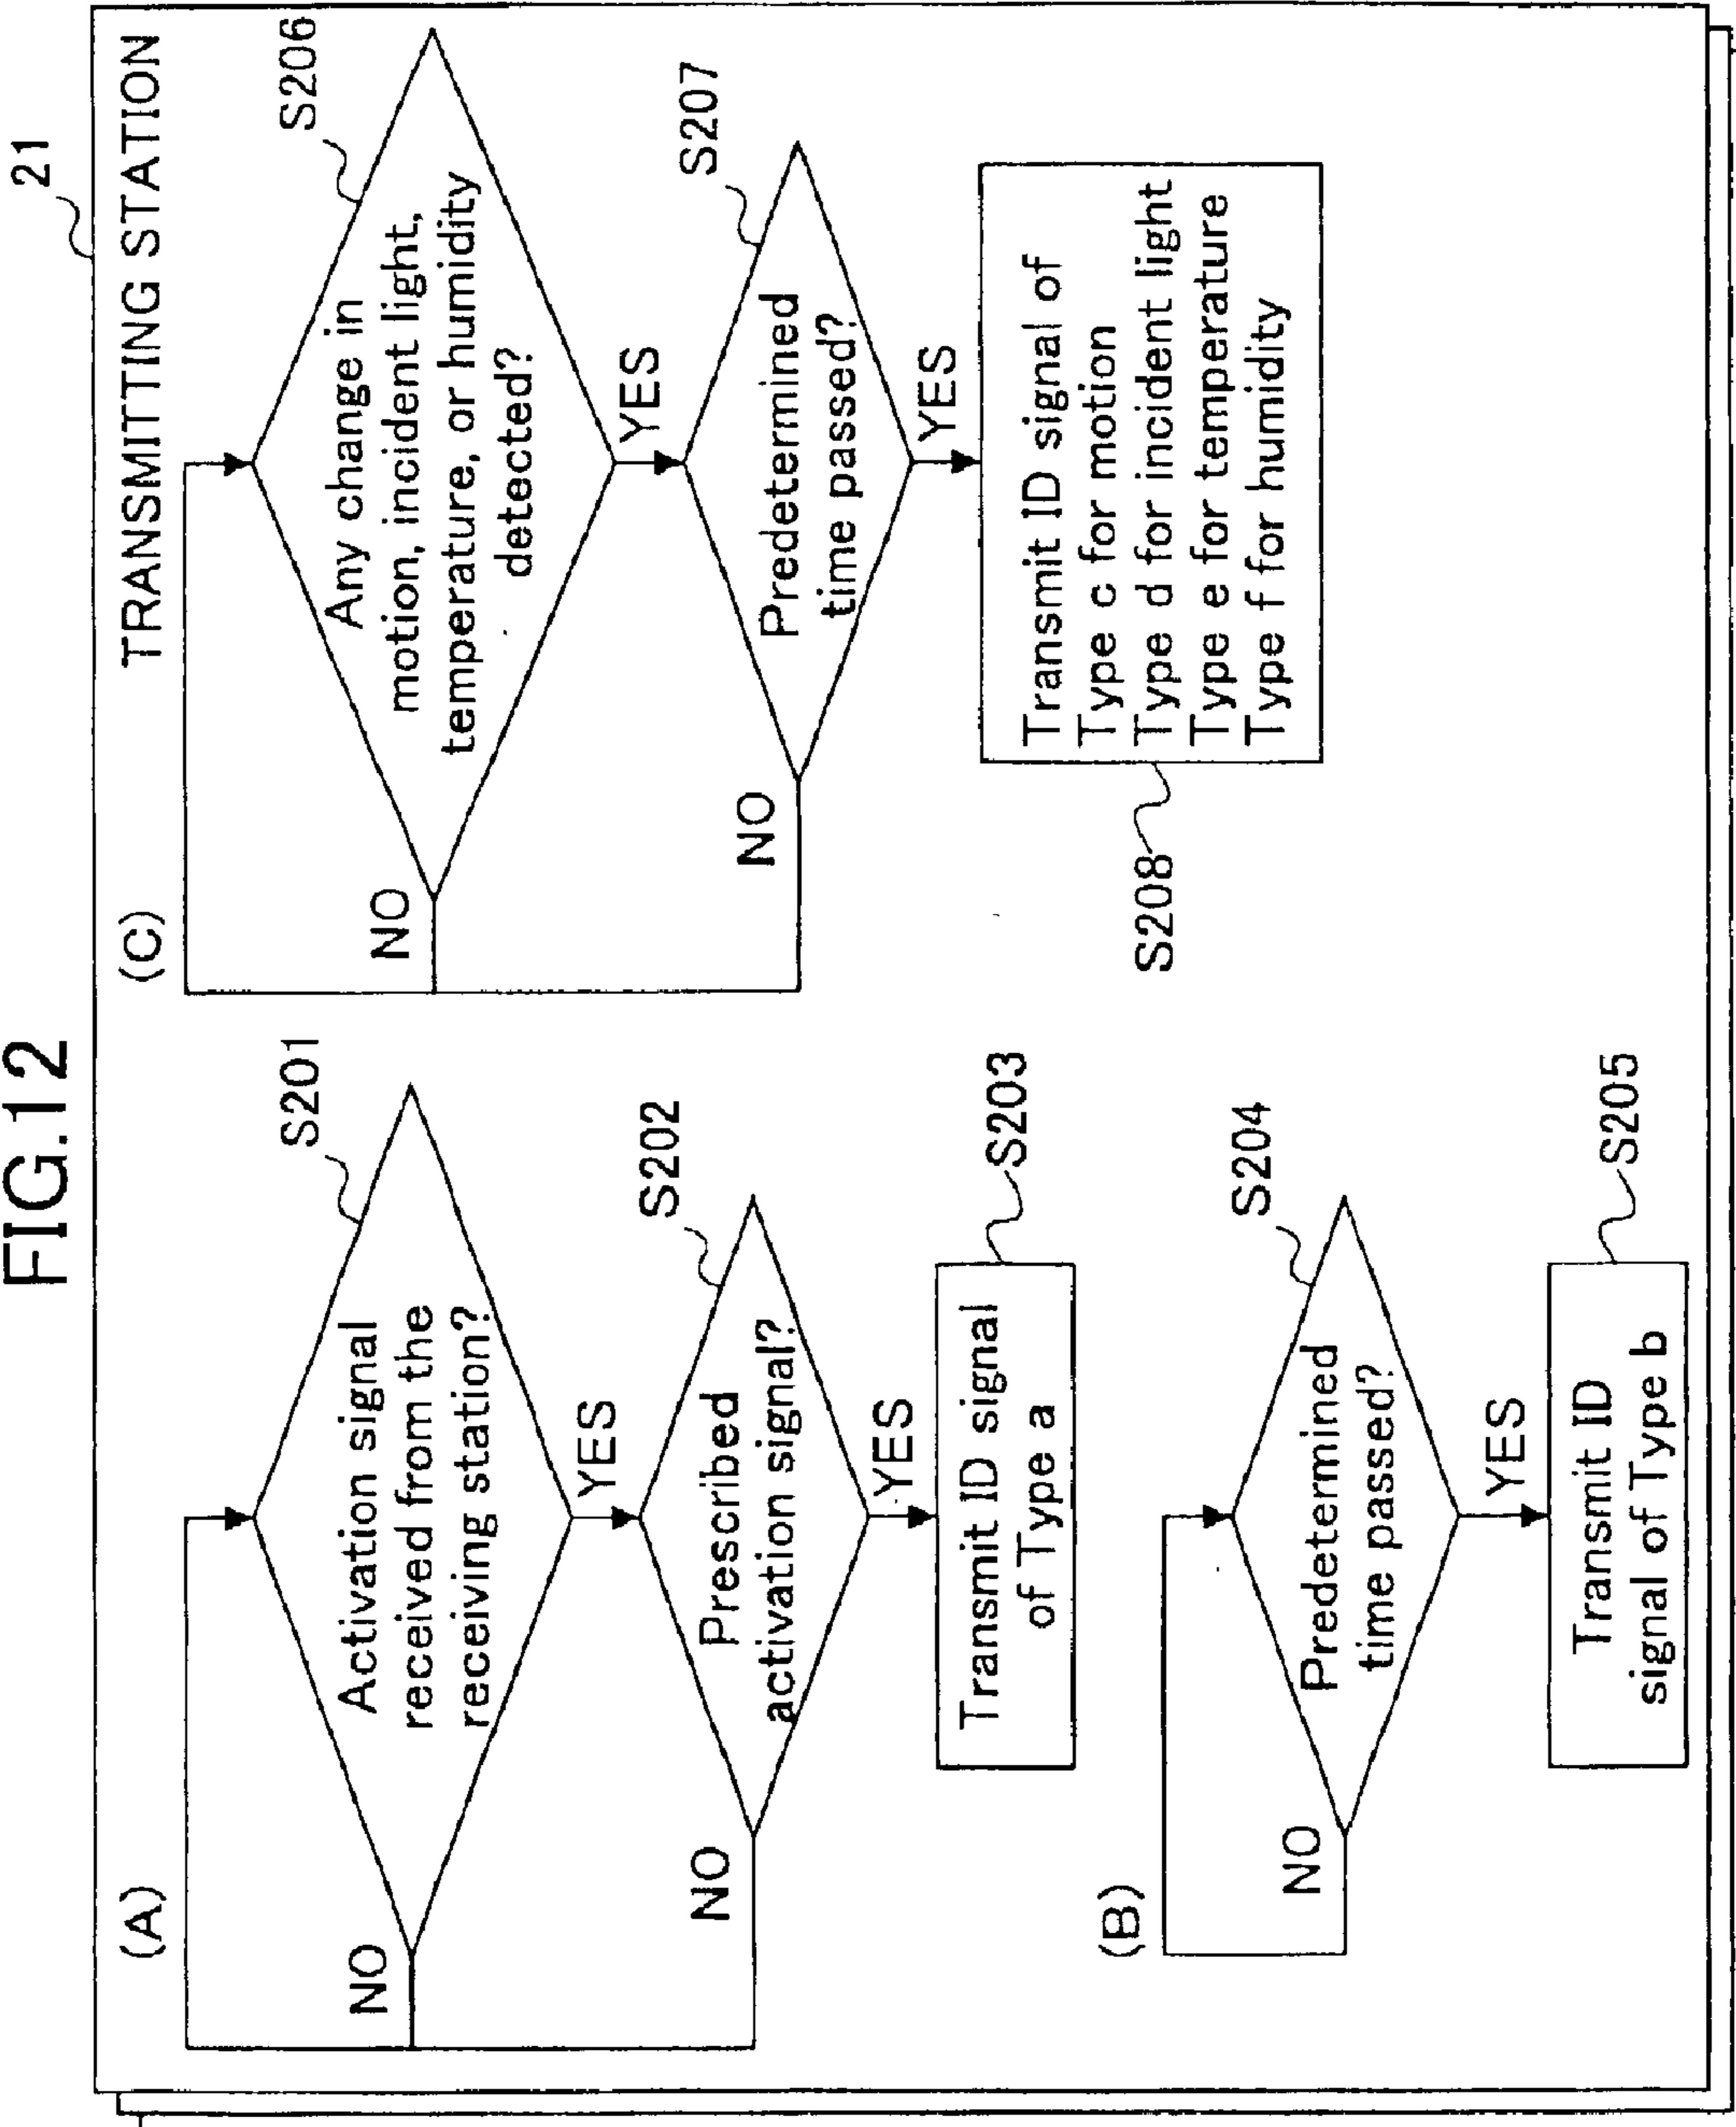 FIG.12
21
TRANSMITTING STATION
(A)
Activation signal
received from the
receiving station?
S201
NO
YES
Prescribed
activation signal?
S202
NO
YES
Transmit ID signal
of Type a
S203
(B)
Predetermined
time passed?
S204
NO
YES
Transmit ID
signal of Type b
S205
(C)
Any change in
motion, incident light,
temperature, or humidity
detected?
S206
NO
YES
Predetermined
time passed?
S207
NO
YES
Transmit ID signal of
Type c for motion
Type d for incident light
Type e for temperature
Type f for humidity
S208